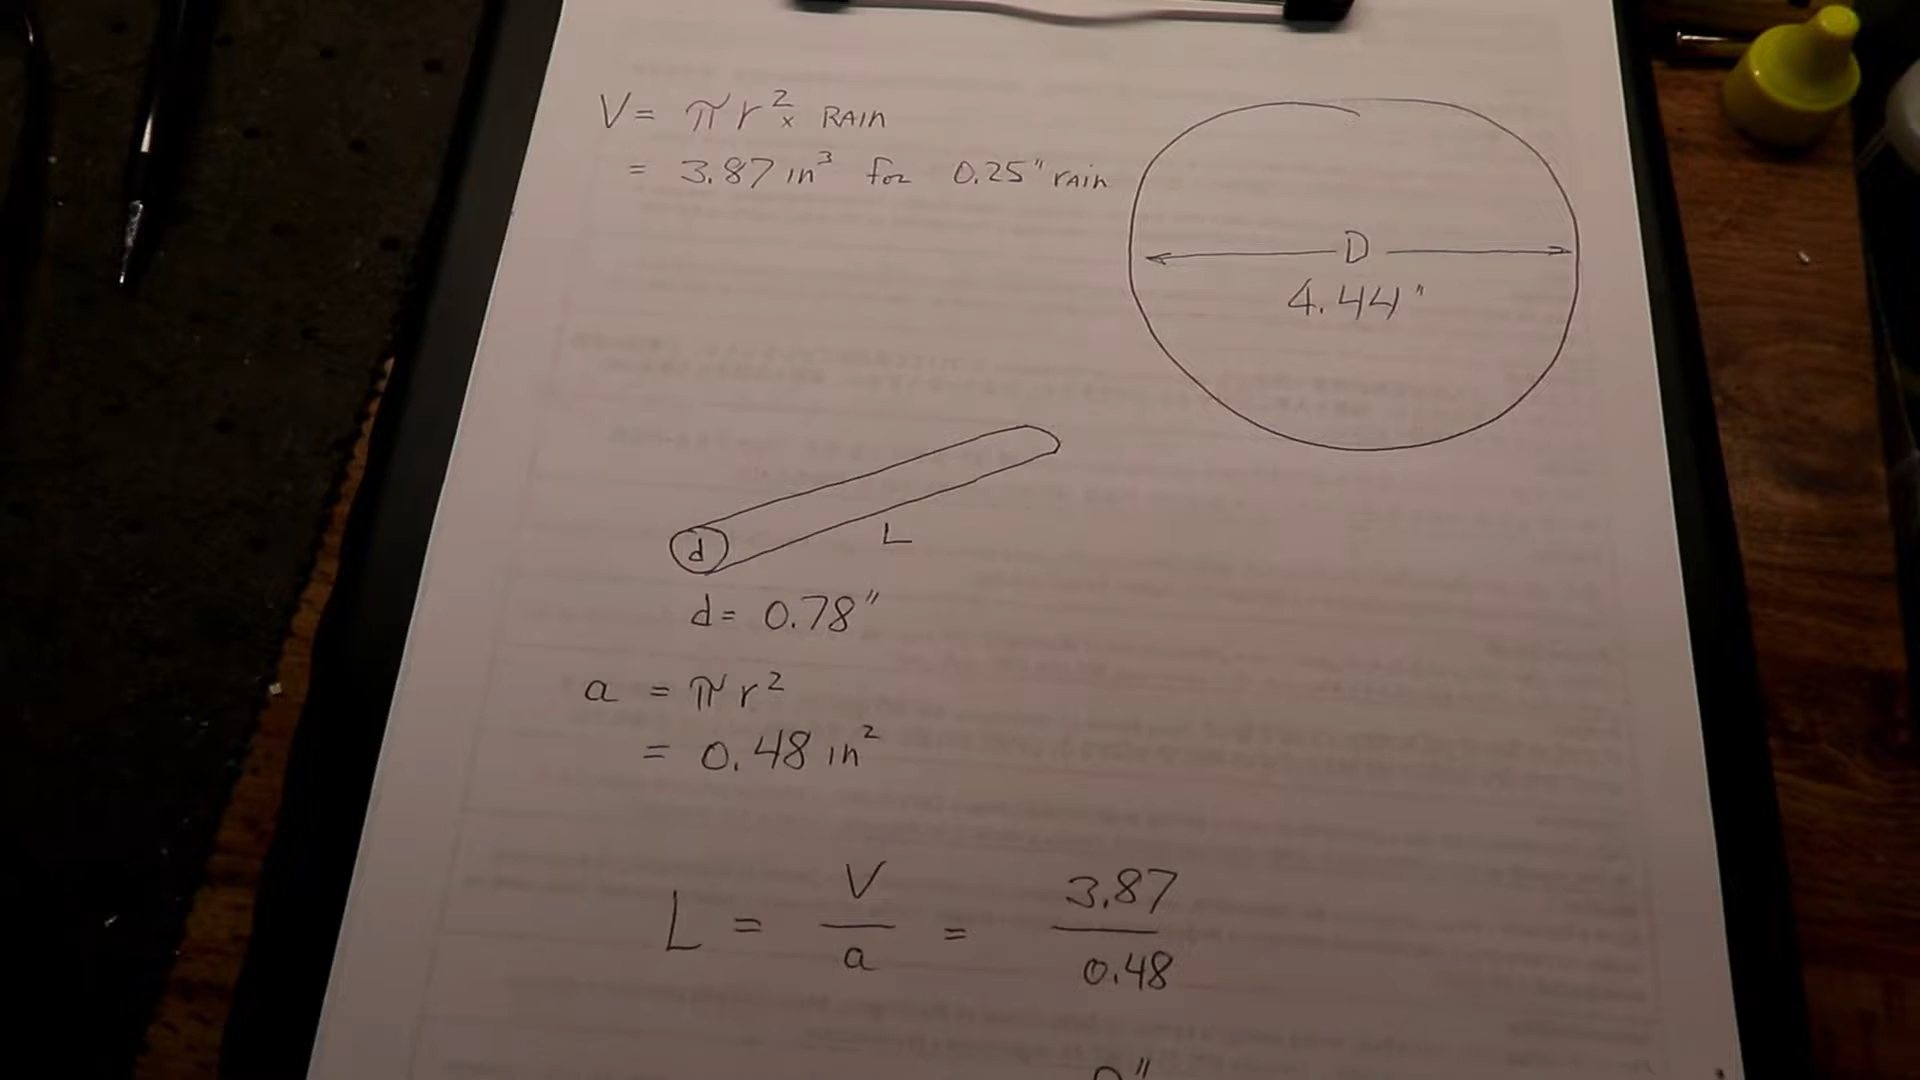 V = πr² x RAIN
= 3.87 in³ for 0.25" rain
D
4.44"
d
L
d = 0.78"
a = πr²
= 0.48 in²
L = V/a = 3.87/0.48